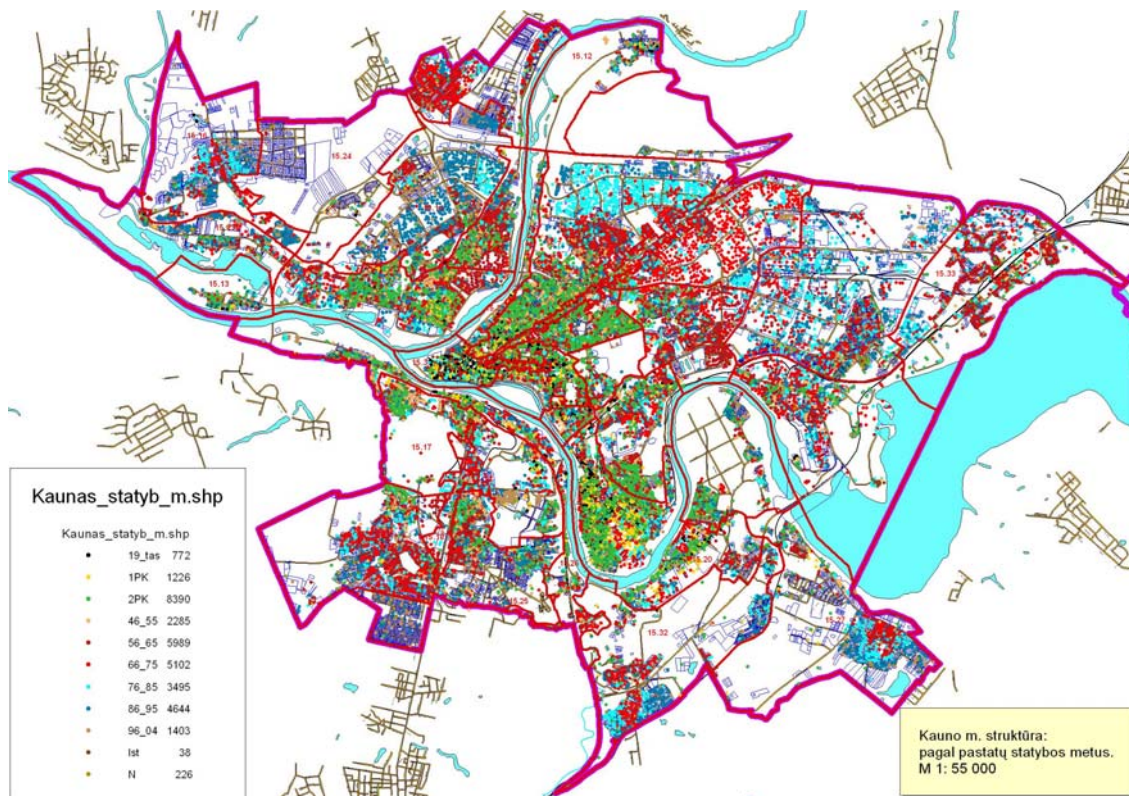 15.12
15.16
15.24
15.13
15.33
15.17
15.20
15.25
15.32
Kaunas_statyb_m.shp
Kaunas_statyb_m.shp
19_tas 772
1PK 1226
2PK 8390
46_55 2285
56_65 5989
66_75 5102
76_85 3495
86_95 4644
96_04 1403
Ist 38
N 226
Kauno m. struktūra:
pagal pastatų statybos metus.
M 1: 55 000